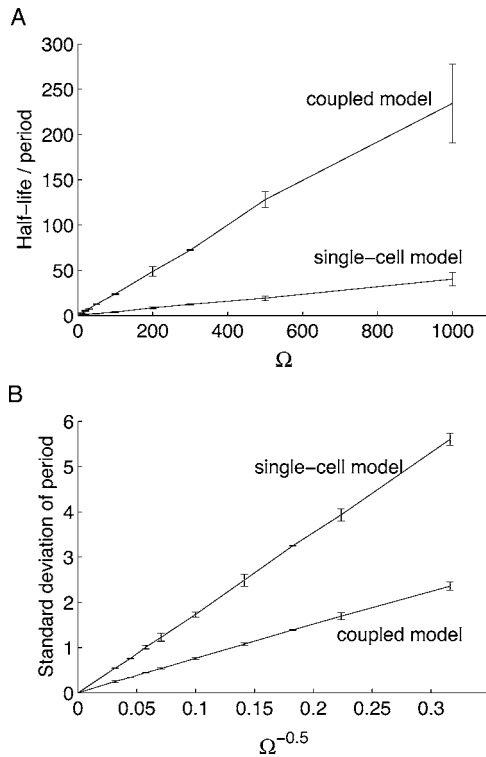 A
Half-life / period
300
250
200
150
100
50
0
coupled model
single-cell model
0 200 400 600 800 1000
Ω
B
Standard deviation of period
6
5
4
3
2
1
0
single-cell model
coupled model
0 0.05 0.1 0.15 0.2 0.25 0.3
Ω^-0.5